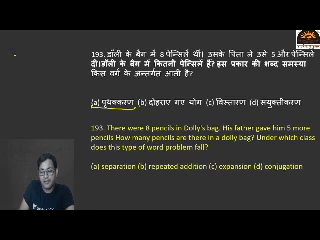 193. डॉली के बैग में 8 पेन्सिलें थीं। उसके पिता ने उसे 5 और पेन्सिलें
दीं।डॉली के बैग में कितनी पेन्सिलें हैं? इस प्रकार की शब्द समस्या
किस वर्ग के अन्तर्गत आती है?
(a) पृथक्करण (b) दोहराए गए योग (c) विस्तारण (d) सयुक्तीकरण
193. There were 8 pencils in Dolly's bag. His father gave him 5 more
pencils How many pencils are there in a dolly bag? Under which class
does this type of word problem fall?
(a) separation (b) repeated addition (c) expansion (d) conjugation